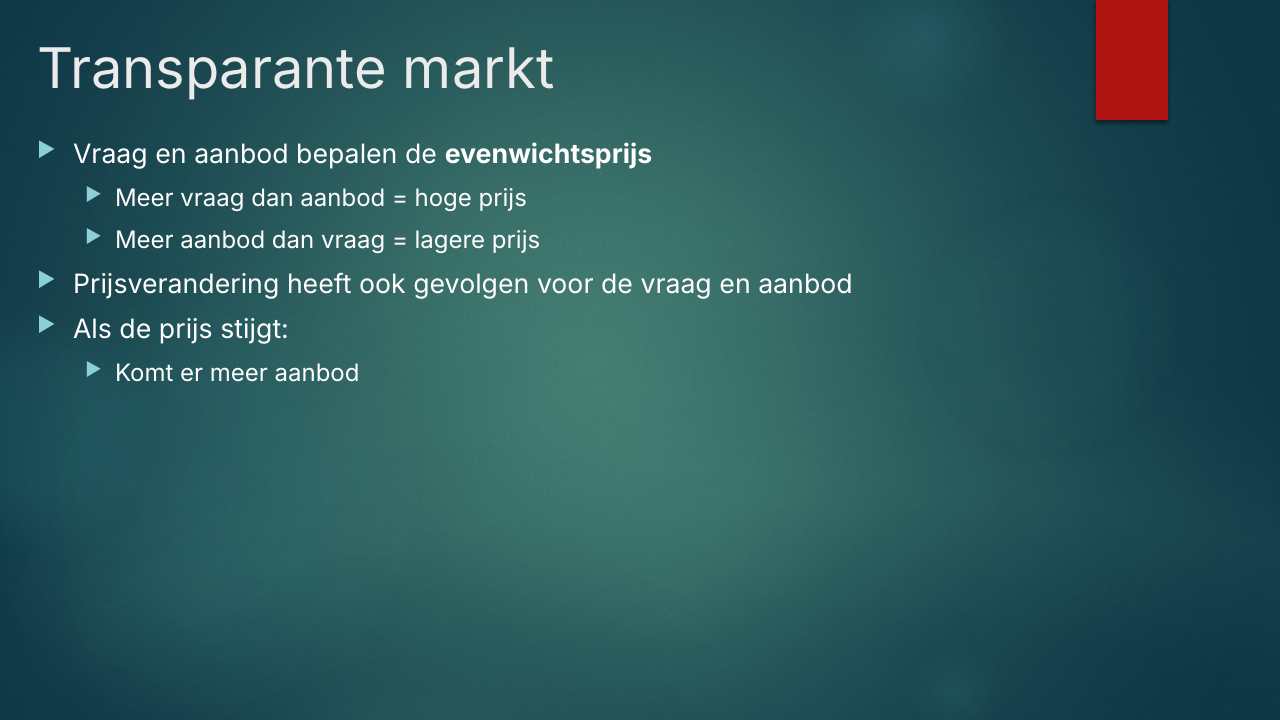 Transparante markt
Vraag en aanbod bepalen de evenwichtsprijs
Meer vraag dan aanbod = hoge prijs
Meer aanbod dan vraag = lagere prijs
Prijsverandering heeft ook gevolgen voor de vraag en aanbod
Als de prijs stijgt:
Komt er meer aanbod